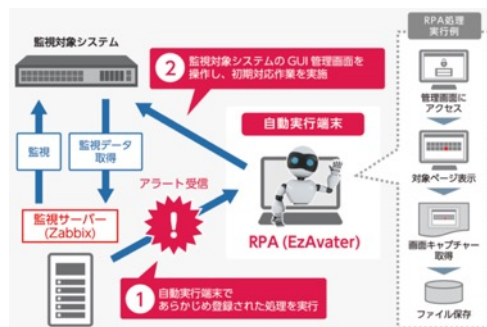 監視対象システム
2
監視対象システムの GUI 管理画面を
操作し、初期対応作業を実施
監視
監視データ
取得
アラート受信
!
監視サーバー
(Zabbix)
自動実行端末
RPA (EzAvater)
1
自動実行端末で
あらかじめ登録された処理を実行
RPA処理
実行例
管理画面に
アクセス
対象ページ表示
画面キャプチャー
取得
ファイル保存